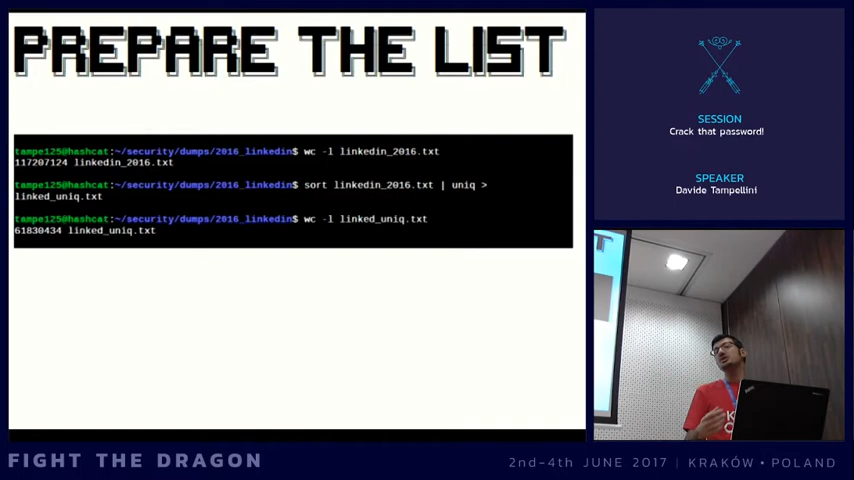 PREPARE THE LIST
tampe125@hashcat:~/security/dumps/2016_linkedin$ wc -l linkedin_2016.txt
117207124 linkedin_2016.txt
tampe125@hashcat:~/security/dumps/2016_linkedin$ sort linkedin_2016.txt | uniq >
linked_uniq.txt
tampe125@hashcat:~/security/dumps/2016_linkedin$ wc -l linked_uniq.txt
61830434 linked_uniq.txt
SESSION
Crack that password!
SPEAKER
Davide Tampellini
FIGHT THE DRAGON
2nd-4th JUNE 2017 | KRAKÓW • POLAND